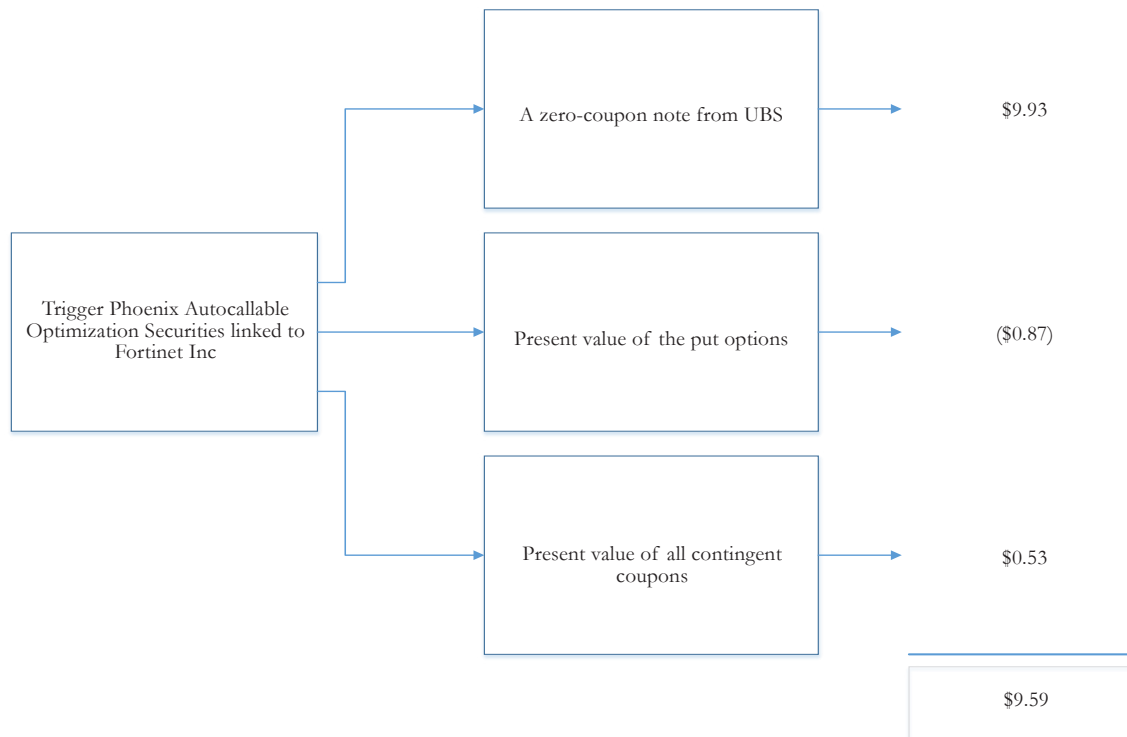 A zero-coupon note from UBS
$9.93
Trigger Phoenix Autocallable
Optimization Securities linked to
Fortinet Inc
Present value of the put options
($0.87)
Present value of all contingent
coupons
$0.53
$9.59